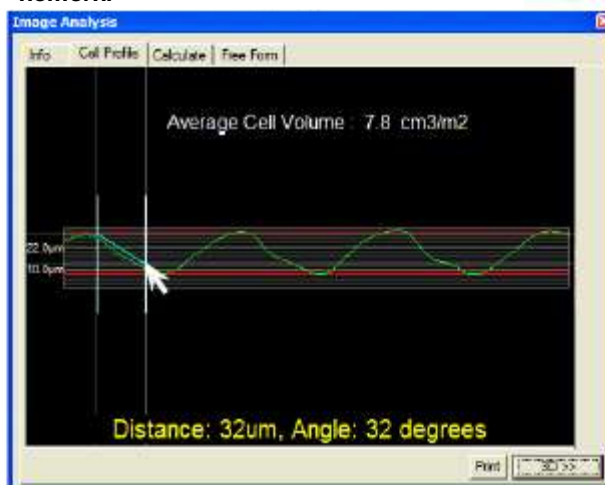 network.
Image Analysis
Info Cell Profile Calculate Free Form
Average Cell Volume : 7.8 cm3/m2
22.0µm
10.0µm
Distance: 32um, Angle: 32 degrees
Print 3D >>